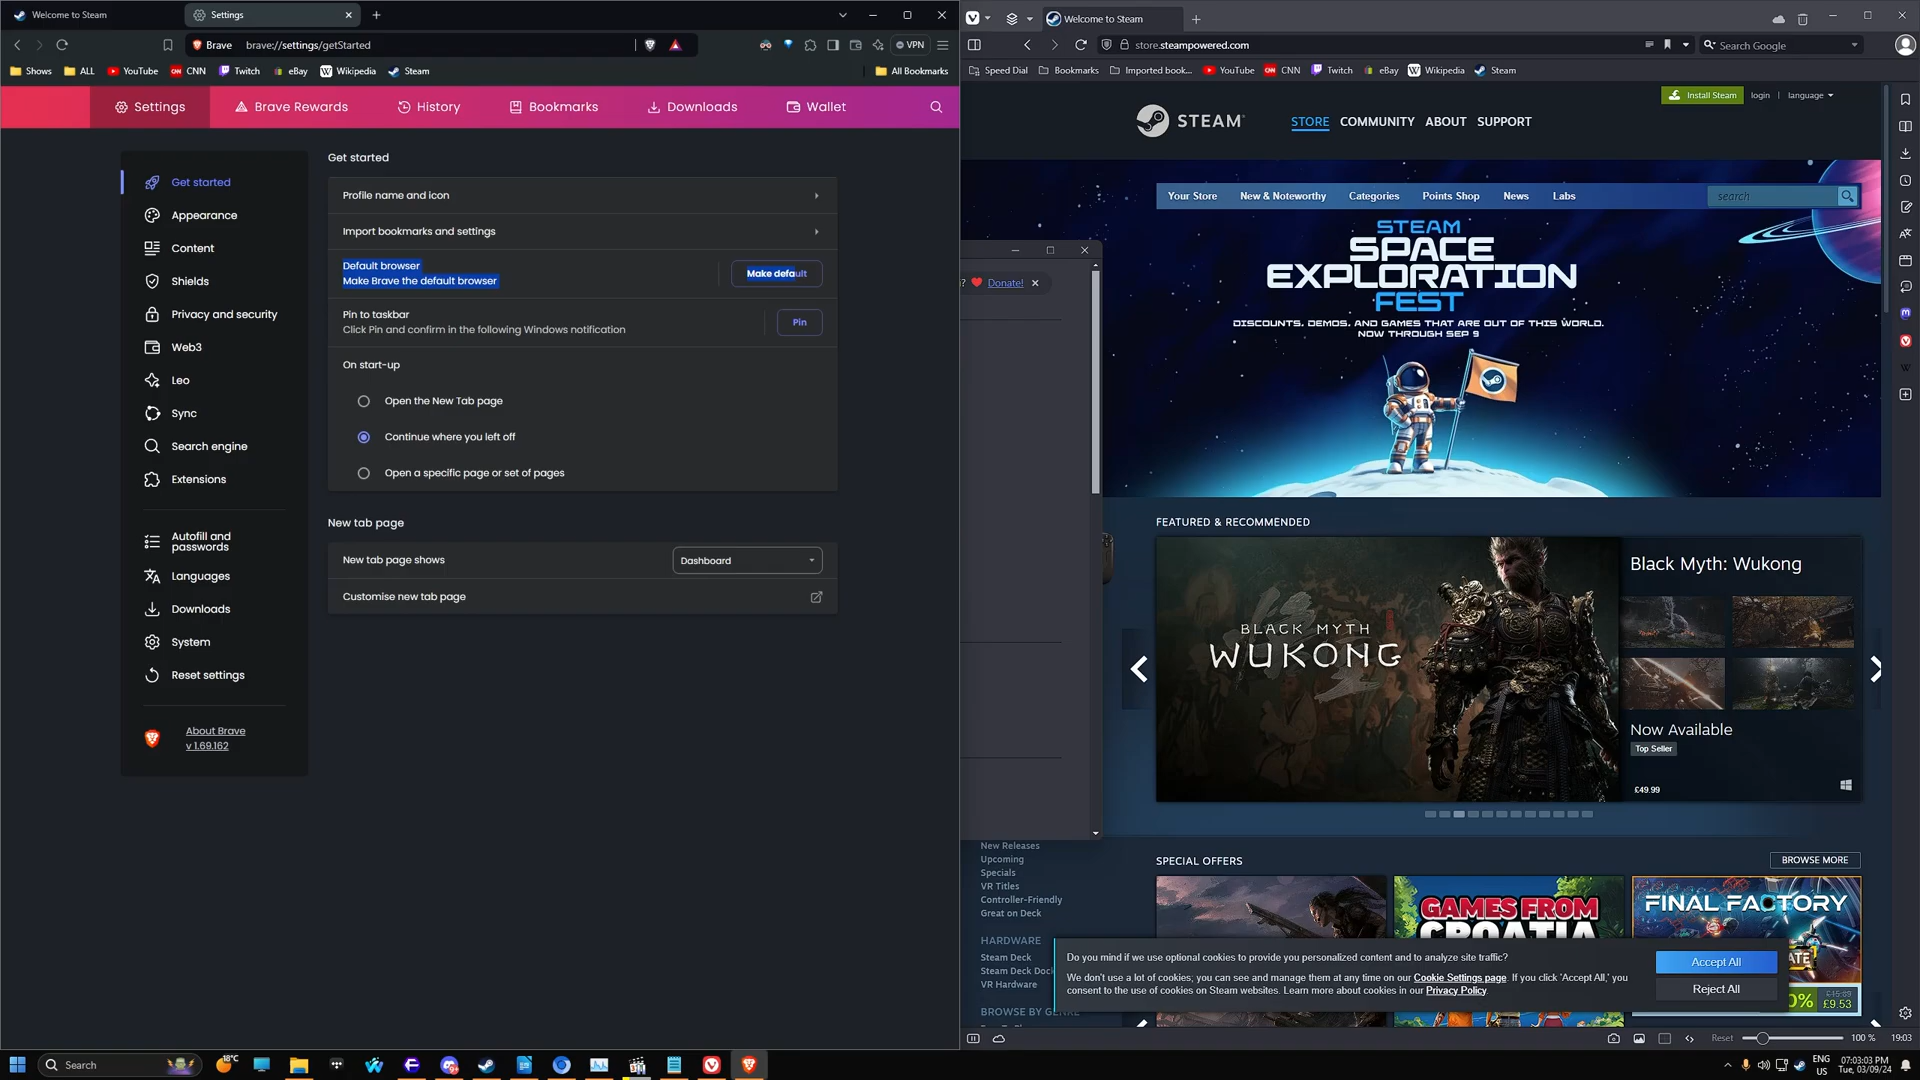 Welcome to Steam
Settings
Brave
brave://settings/getStarted
VPN
Shows
ALL
YouTube
CNN
Twitch
eBay
Wikipedia
Steam
All Bookmarks
Settings
Brave Rewards
History
Bookmarks
Downloads
Wallet
Get started
Appearance
Content
Shields
Privacy and security
Web3
Leo
Sync
Search engine
Extensions
Autofill and
passwords
Languages
Downloads
System
Reset settings
About Brave
v 1.69.162
Get started
Profile name and icon
Import bookmarks and settings
Default browser
Make Brave the default browser
Make default
Pin to taskbar
Click Pin and confirm in the following Windows notification
Pin
On start-up
Open the New Tab page
Continue where you left off
Open a specific page or set of pages
New tab page
New tab page shows
Dashboard
Customise new tab page
Welcome to Steam
store.steampowered.com
Search Google
Speed Dial
Bookmarks
Imported book...
YouTube
CNN
Twitch
eBay
Wikipedia
Steam
Install Steam
login
language
STEAM
STORE
COMMUNITY
ABOUT
SUPPORT
Your Store
New & Noteworthy
Categories
Points Shop
News
Labs
search
STEAM
SPACE
EXPLORATION
FEST
DISCOUNTS, DEMOS, AND GAMES THAT ARE OUT OF THIS WORLD.
NOW THROUGH SEP 9
? Donate!
FEATURED & RECOMMENDED
BLACK MYTH
WUKONG
Black Myth: Wukong
Now Available
Top Seller
£49.99
New Releases
Upcoming
Specials
VR Titles
Controller-Friendly
Great on Deck
HARDWARE
Steam Deck
Steam Deck Doc
VR Hardware
BROWSE BY GENRE
SPECIAL OFFERS
BROWSE MORE
GAMES FROM
CROATIA
FINAL FACTORY
£9.53
Do you mind if we use optional cookies to provide you personalized content and to analyze site traffic?
We don't use a lot of cookies; you can see and manage them at any time on our Cookie Settings page. If you click 'Accept All,' you
consent to the use of cookies on Steam websites. Learn more about cookies in our Privacy Policy.
Accept All
Reject All
Reset
100 %
19:03
Search
18°C
ENG
US
07:03:03 PM
Tue, 03/09/24